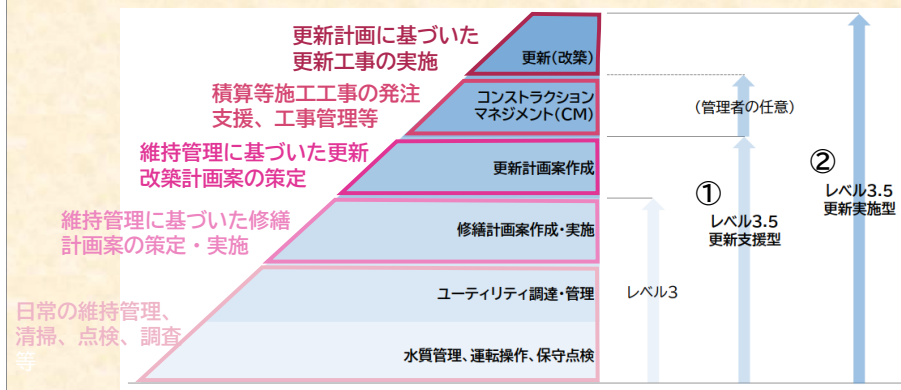 更新計画に基づいた
更新工事の実施
更新(改築)
積算等施工工事の発注
支援、工事管理等
コンストラクション
マネジメント(CM)
(管理者の任意)
維持管理に基づいた更新
改築計画案の策定
更新計画案作成
①
レベル3.5
更新支援型
②
レベル3.5
更新実施型
維持管理に基づいた修繕
計画案の策定・実施
修繕計画案作成・実施
レベル3
日常の維持管理、
清掃、点検、調査
等
ユーティリティ調達・管理
水質管理、運転操作、保守点検